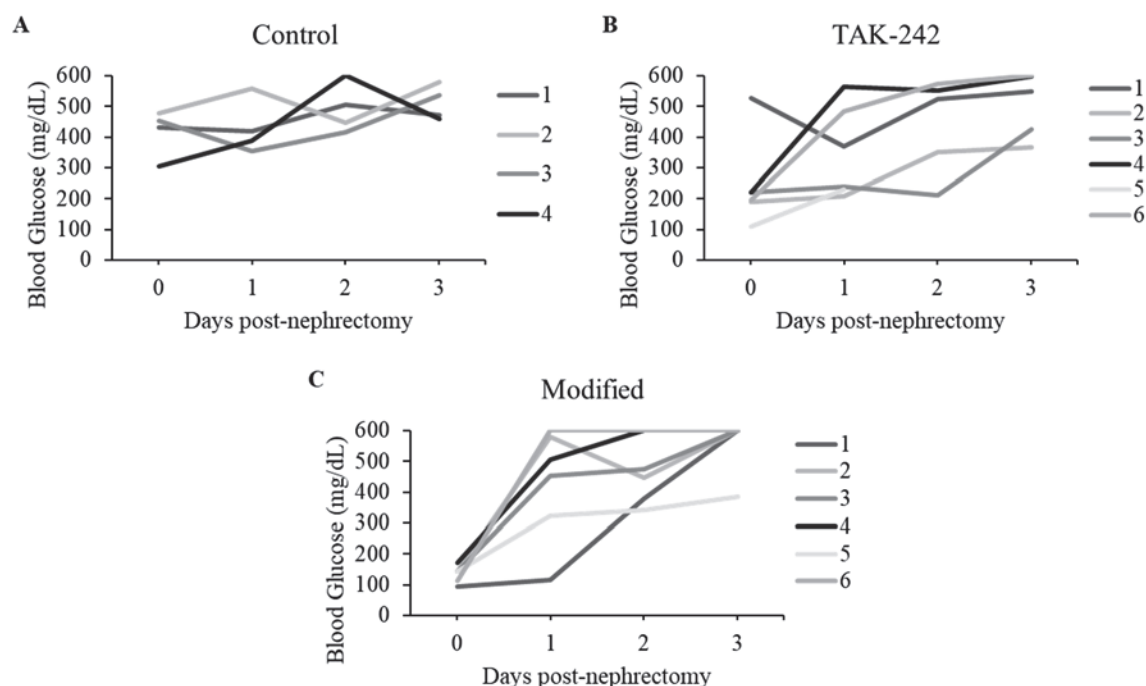 A
Control
Blood Glucose (mg/dL)
600
500
400
300
200
100
0
0 1 2 3
Days post-nephrectomy
1
2
3
4
B
TAK-242
Blood Glucose (mg/dL)
600
500
400
300
200
100
0
0 1 2 3
Days post-nephrectomy
1
2
3
4
5
6
C
Modified
Blood Glucose (mg/dL)
600
500
400
300
200
100
0
0 1 2 3
Days post-nephrectomy
1
2
3
4
5
6